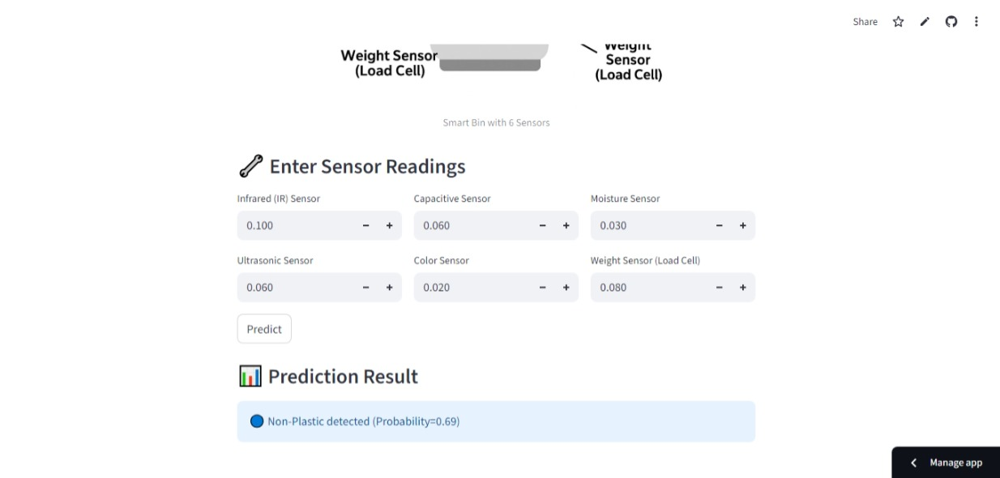 Share
Weight Sensor
(Load Cell)
Weight
Sensor
(Load Cell)
Smart Bin with 6 Sensors
Enter Sensor Readings
Infrared (IR) Sensor
Capacitive Sensor
Moisture Sensor
0.100
0.060
0.030
Ultrasonic Sensor
Color Sensor
Weight Sensor (Load Cell)
0.060
0.020
0.080
Predict
Prediction Result
Non-Plastic detected (Probability=0.69)
Manage app